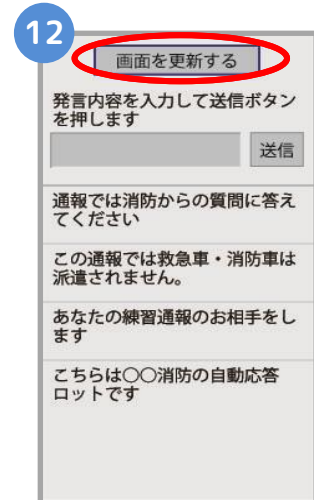 12
画面を更新する
発言内容を入力して送信ボタン
を押します
送信
通報では消防からの質問に答え
てください
この通報では救急車・消防車は
派遣されません。
あなたの練習通報のお相手をし
ます
こちらは○○消防の自動応答
ロットです